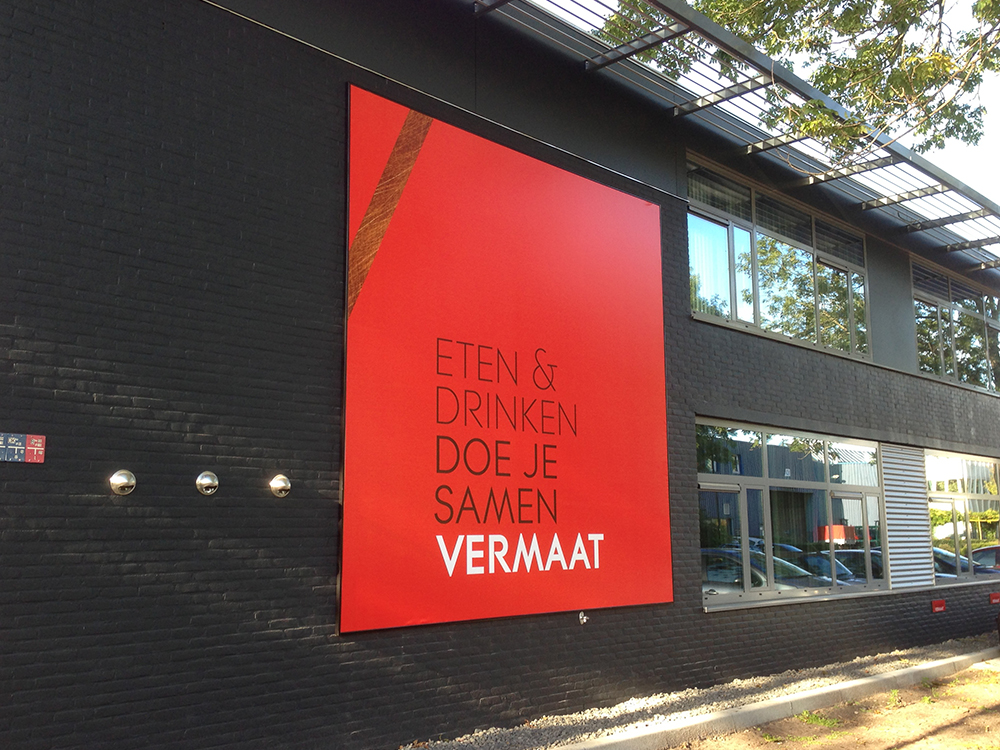 ETEN &
DRINKEN
DOE JE
SAMEN
VERMAAT